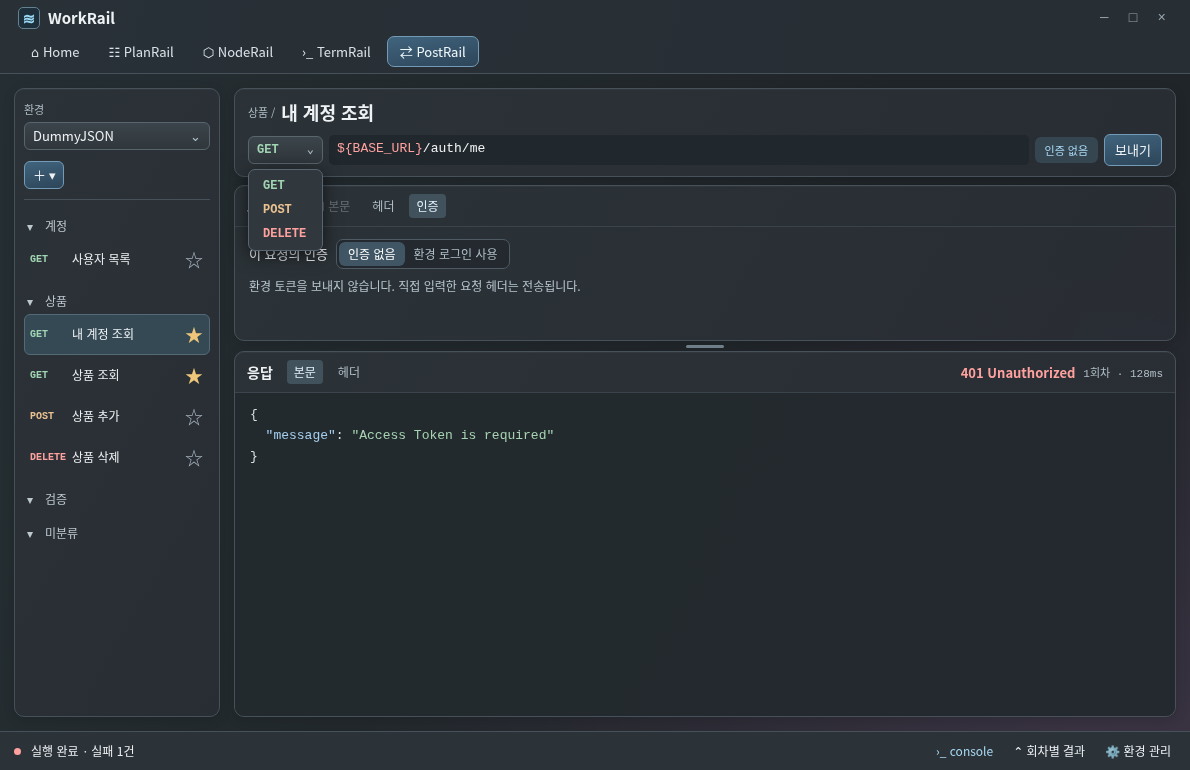 WorkRail
Home PlanRail NodeRail TermRail PostRail
환경
DummyJSON
계정
GET 사용자 목록
상품
GET 내 계정 조회
GET 상품 조회
POST 상품 추가
DELETE 상품 삭제
검증
미분류
상품 / 내 계정 조회
GET ${BASE_URL}/auth/me 인증 없음 보내기
GET
POST
DELETE
본문 헤더 인증
이 요청의 인증 인증 없음 환경 로그인 사용
환경 토큰을 보내지 않습니다. 직접 입력한 요청 헤더는 전송됩니다.
응답 본문 헤더 401 Unauthorized 1회차 · 128ms
{
"message": "Access Token is required"
}
실행 완료 · 실패 1건 ›_ console 회차별 결과 환경 관리